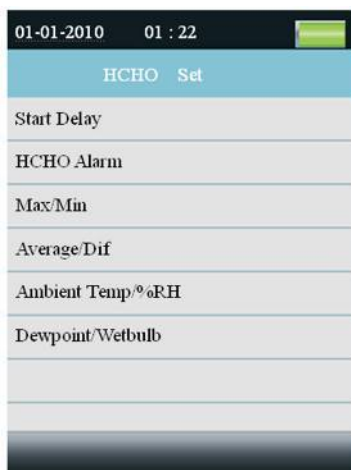 01-01-2010 01 : 22
HCHO Set
Start Delay
HCHO Alarm
Max/Min
Average/Dif
Ambient Temp/%RH
Dewpoint/Wetbulb